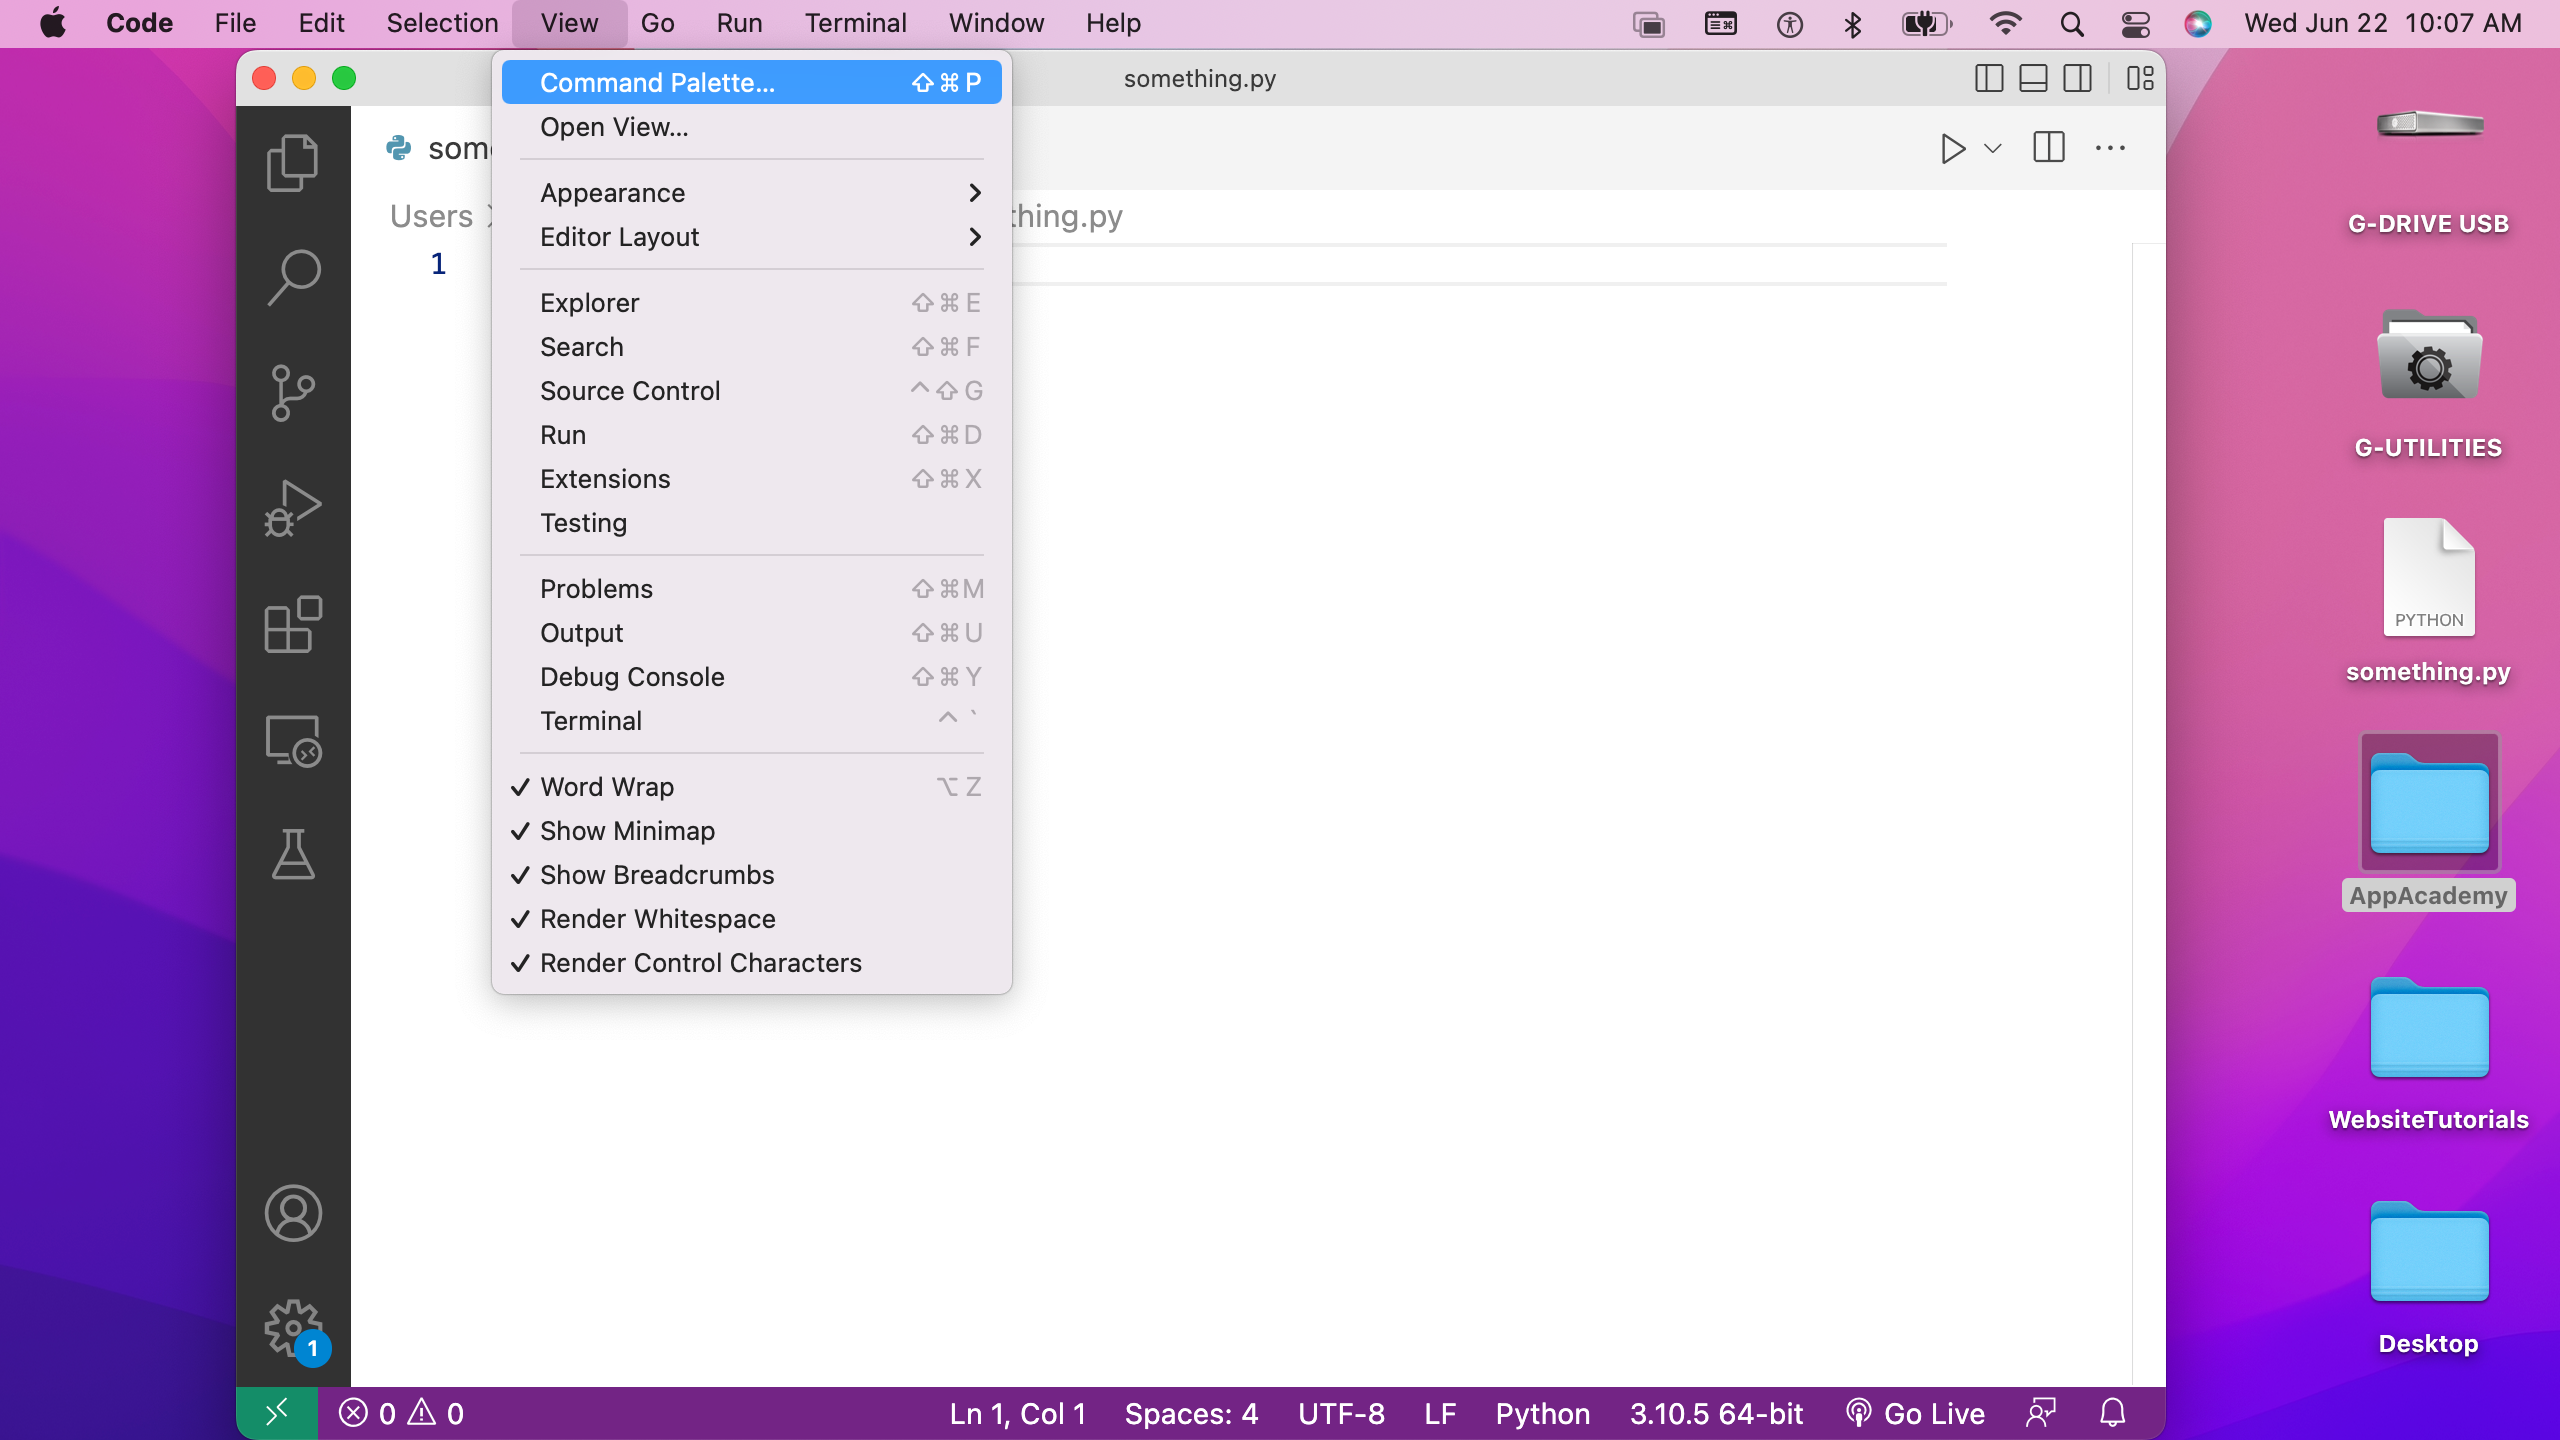 Code File Edit Selection View Go Run Terminal Window Help Wed Jun 22 10:07 AM
something.py
Command Palette... ⇧⌘P
Open View...
Appearance
Editor Layout
Explorer ⇧⌘E
Search ⇧⌘F
Source Control ^⇧G
Run ⇧⌘D
Extensions ⇧⌘X
Testing
Problems ⇧⌘M
Output ⇧⌘U
Debug Console ⇧⌘Y
Terminal ^`
✓ Word Wrap ⌥Z
✓ Show Minimap
✓ Show Breadcrumbs
✓ Render Whitespace
✓ Render Control Characters
som
Users > thing.py
1
G-DRIVE USB
G-UTILITIES
PYTHON
something.py
AppAcademy
WebsiteTutorials
Desktop
1
0 0 Ln 1, Col 1 Spaces: 4 UTF-8 LF Python 3.10.5 64-bit Go Live